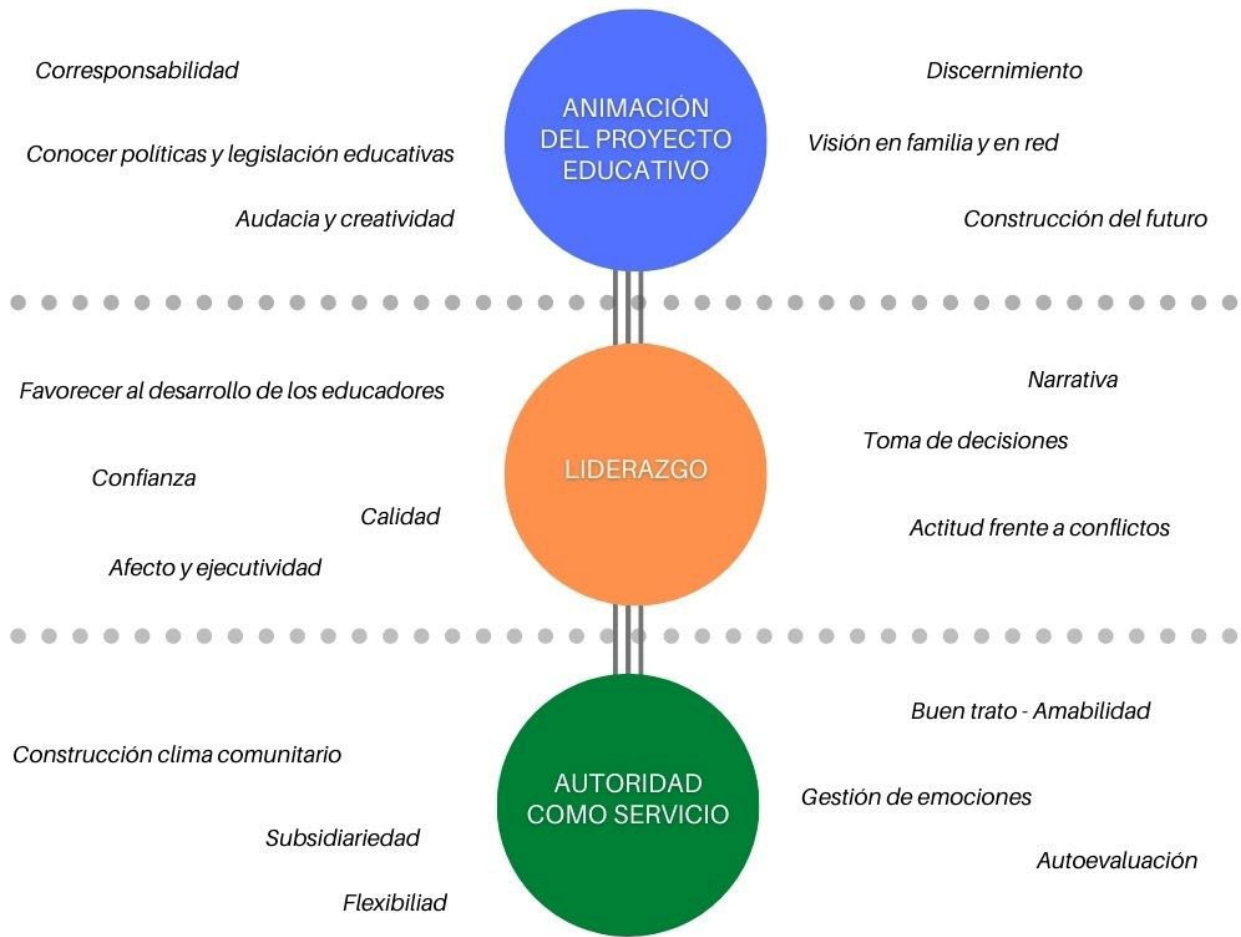 Corresponsabilidad
Conocer políticas y legislación educativas
Audacia y creatividad
ANIMACIÓN
DEL PROYECTO
EDUCATIVO
Discernimiento
Visión en familia y en red
Construcción del futuro
Favorecer al desarrollo de los educadores
Confianza
Calidad
Afecto y ejecutividad
LIDERAZGO
Narrativa
Toma de decisiones
Actitud frente a conflictos
Construcción clima comunitario
Subsidiariedad
Flexibiliad
AUTORIDAD
COMO SERVICIO
Buen trato - Amabilidad
Gestión de emociones
Autoevaluación